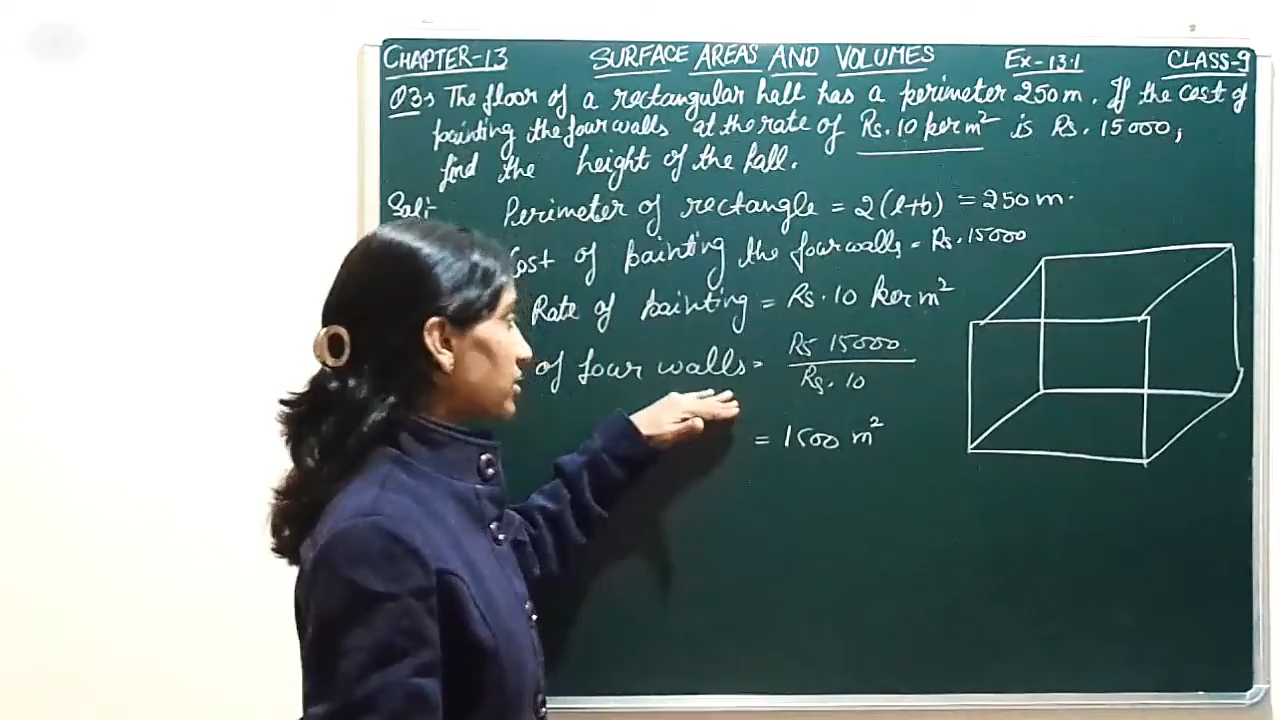 CHAPTER-13 SURFACE AREAS AND VOLUMES Ex-13.1 CLASS-9
Q3: The floor of a rectangular hall has a perimeter 250m. If the cost of
painting the four walls at the rate of Rs. 10 per m² is Rs. 15000,
find the height of the hall.
Sol:- Perimeter of rectangle = 2(l+b) = 250 m.
Cost of painting the four walls = Rs. 15000
Rate of painting = Rs. 10 per m²
of four walls = Rs 15000
Rs. 10
= 1500 m²